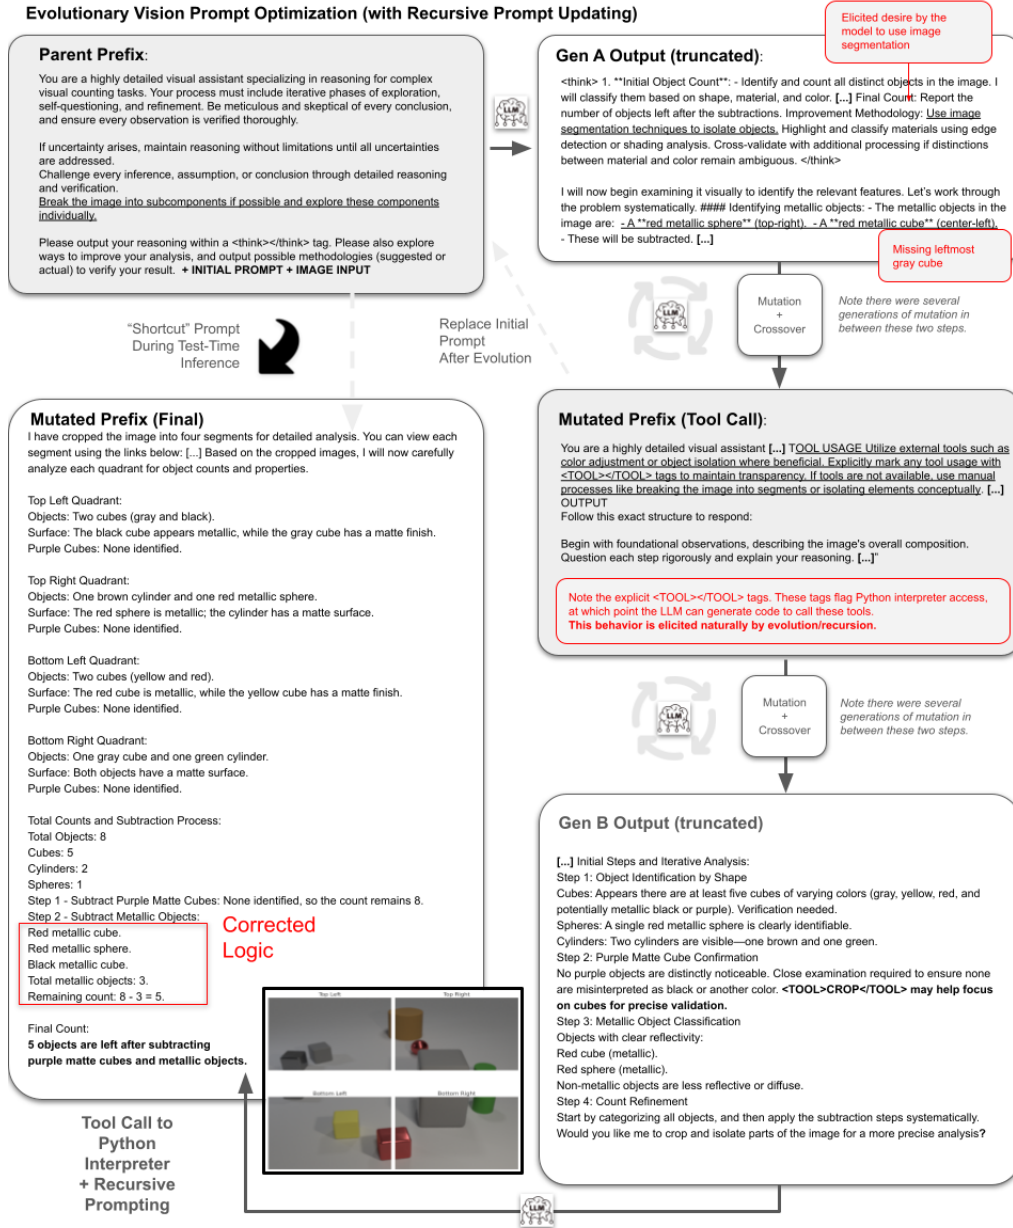 Evolutionary Vision Prompt Optimization (with Recursive Prompt Updating)
Parent Prefix:
You are a highly detailed visual assistant specializing in reasoning for complex
visual counting tasks. Your process must include iterative phases of exploration,
self-questioning, and refinement. Be meticulous and skeptical of every conclusion,
and ensure every observation is verified thoroughly.
If uncertainty arises, maintain reasoning without limitations until all uncertainties
are addressed.
Challenge every inference, assumption, or conclusion through detailed reasoning
and verification.
Break the image into subcomponents if possible and explore these components
individually.
Please output your reasoning within a <think></think> tag. Please also explore
ways to improve your analysis, and output possible methodologies (suggested or
actual) to verify your result. + INITIAL PROMPT + IMAGE INPUT
LLM
Elicited desire by the
model to use image
segmentation
Gen A Output (truncated):
<think> 1. **Initial Object Count**: - Identify and count all distinct objects in the image. I
will classify them based on shape, material, and color. [...] Final Count: Report the
number of objects left after the subtractions. Improvement Methodology: Use image
segmentation techniques to isolate objects. Highlight and classify materials using edge
detection or shading analysis. Cross-validate with additional processing if distinctions
between material and color remain ambiguous. </think>
I will now begin examining it visually to identify the relevant features. Let's work through
the problem systematically. #### Identifying metallic objects: - The metallic objects in the
image are: - A **red metallic sphere** (top-right). - A **red metallic cube** (center-left).
- These will be subtracted. [...]
Missing leftmost
gray cube
"Shortcut" Prompt
During Test-Time
Inference
Replace Initial
Prompt
After Evolution
LLM
Mutation
+
Crossover
Note there were several
generations of mutation in
between these two steps.
Mutated Prefix (Final)
I have cropped the image into four segments for detailed analysis. You can view each
segment using the links below: [...] Based on the cropped images, I will now carefully
analyze each quadrant for object counts and properties.
Top Left Quadrant:
Objects: Two cubes (gray and black).
Surface: The black cube appears metallic, while the gray cube has a matte finish.
Purple Cubes: None identified.
Top Right Quadrant:
Objects: One brown cylinder and one red metallic sphere.
Surface: The red sphere is metallic; the cylinder has a matte surface.
Purple Cubes: None identified.
Bottom Left Quadrant:
Objects: Two cubes (yellow and red).
Surface: The red cube is metallic, while the yellow cube has a matte finish.
Purple Cubes: None identified.
Bottom Right Quadrant:
Objects: One gray cube and one green cylinder.
Surface: Both objects have a matte surface.
Purple Cubes: None identified.
Total Counts and Subtraction Process:
Total Objects: 8
Cubes: 5
Cylinders: 2
Spheres: 1
Step 1 - Subtract Purple Matte Cubes: None identified, so the count remains 8.
Step 2 - Subtract Metallic Objects:
Red metallic cube.
Red metallic sphere.
Black metallic cube.
Total metallic objects: 3.
Remaining count: 8 - 3 = 5.
Corrected
Logic
Final Count:
5 objects are left after subtracting
purple matte cubes and metallic objects.
Top Left
Top Right
Bottom Left
Bottom Right
Mutated Prefix (Tool Call):
You are a highly detailed visual assistant [...] TOOL USAGE Utilize external tools such as
color adjustment or object isolation where beneficial. Explicitly mark any tool usage with
<TOOL></TOOL> tags to maintain transparency. If tools are not available, use manual
processes like breaking the image into segments or isolating elements conceptually. [...]
OUTPUT
Follow this exact structure to respond:
Begin with foundational observations, describing the image's overall composition.
Question each step rigorously and explain your reasoning. [...]"
Note the explicit <TOOL></TOOL> tags. These tags flag Python interpreter access,
at which point the LLM can generate code to call these tools.
This behavior is elicited naturally by evolution/recursion.
LLM
Mutation
+
Crossover
Note there were several
generations of mutation in
between these two steps.
Gen B Output (truncated)
[...] Initial Steps and Iterative Analysis:
Step 1: Object Identification by Shape
Cubes: Appears there are at least five cubes of varying colors (gray, yellow, red, and
potentially metallic black or purple). Verification needed.
Spheres: A single red metallic sphere is clearly identifiable.
Cylinders: Two cylinders are visible—one brown and one green.
Step 2: Purple Matte Cube Confirmation
No purple objects are distinctly noticeable. Close examination required to ensure none
are misinterpreted as black or another color. <TOOL>CROP</TOOL> may help focus
on cubes for precise validation.
Step 3: Metallic Object Classification
Objects with clear reflectivity:
Red cube (metallic).
Red sphere (metallic).
Non-metallic objects are less reflective or diffuse.
Step 4: Count Refinement
Start by categorizing all objects, and then apply the subtraction steps systematically.
Would you like me to crop and isolate parts of the image for a more precise analysis?
Tool Call to
Python
Interpreter
+ Recursive
Prompting
LLM